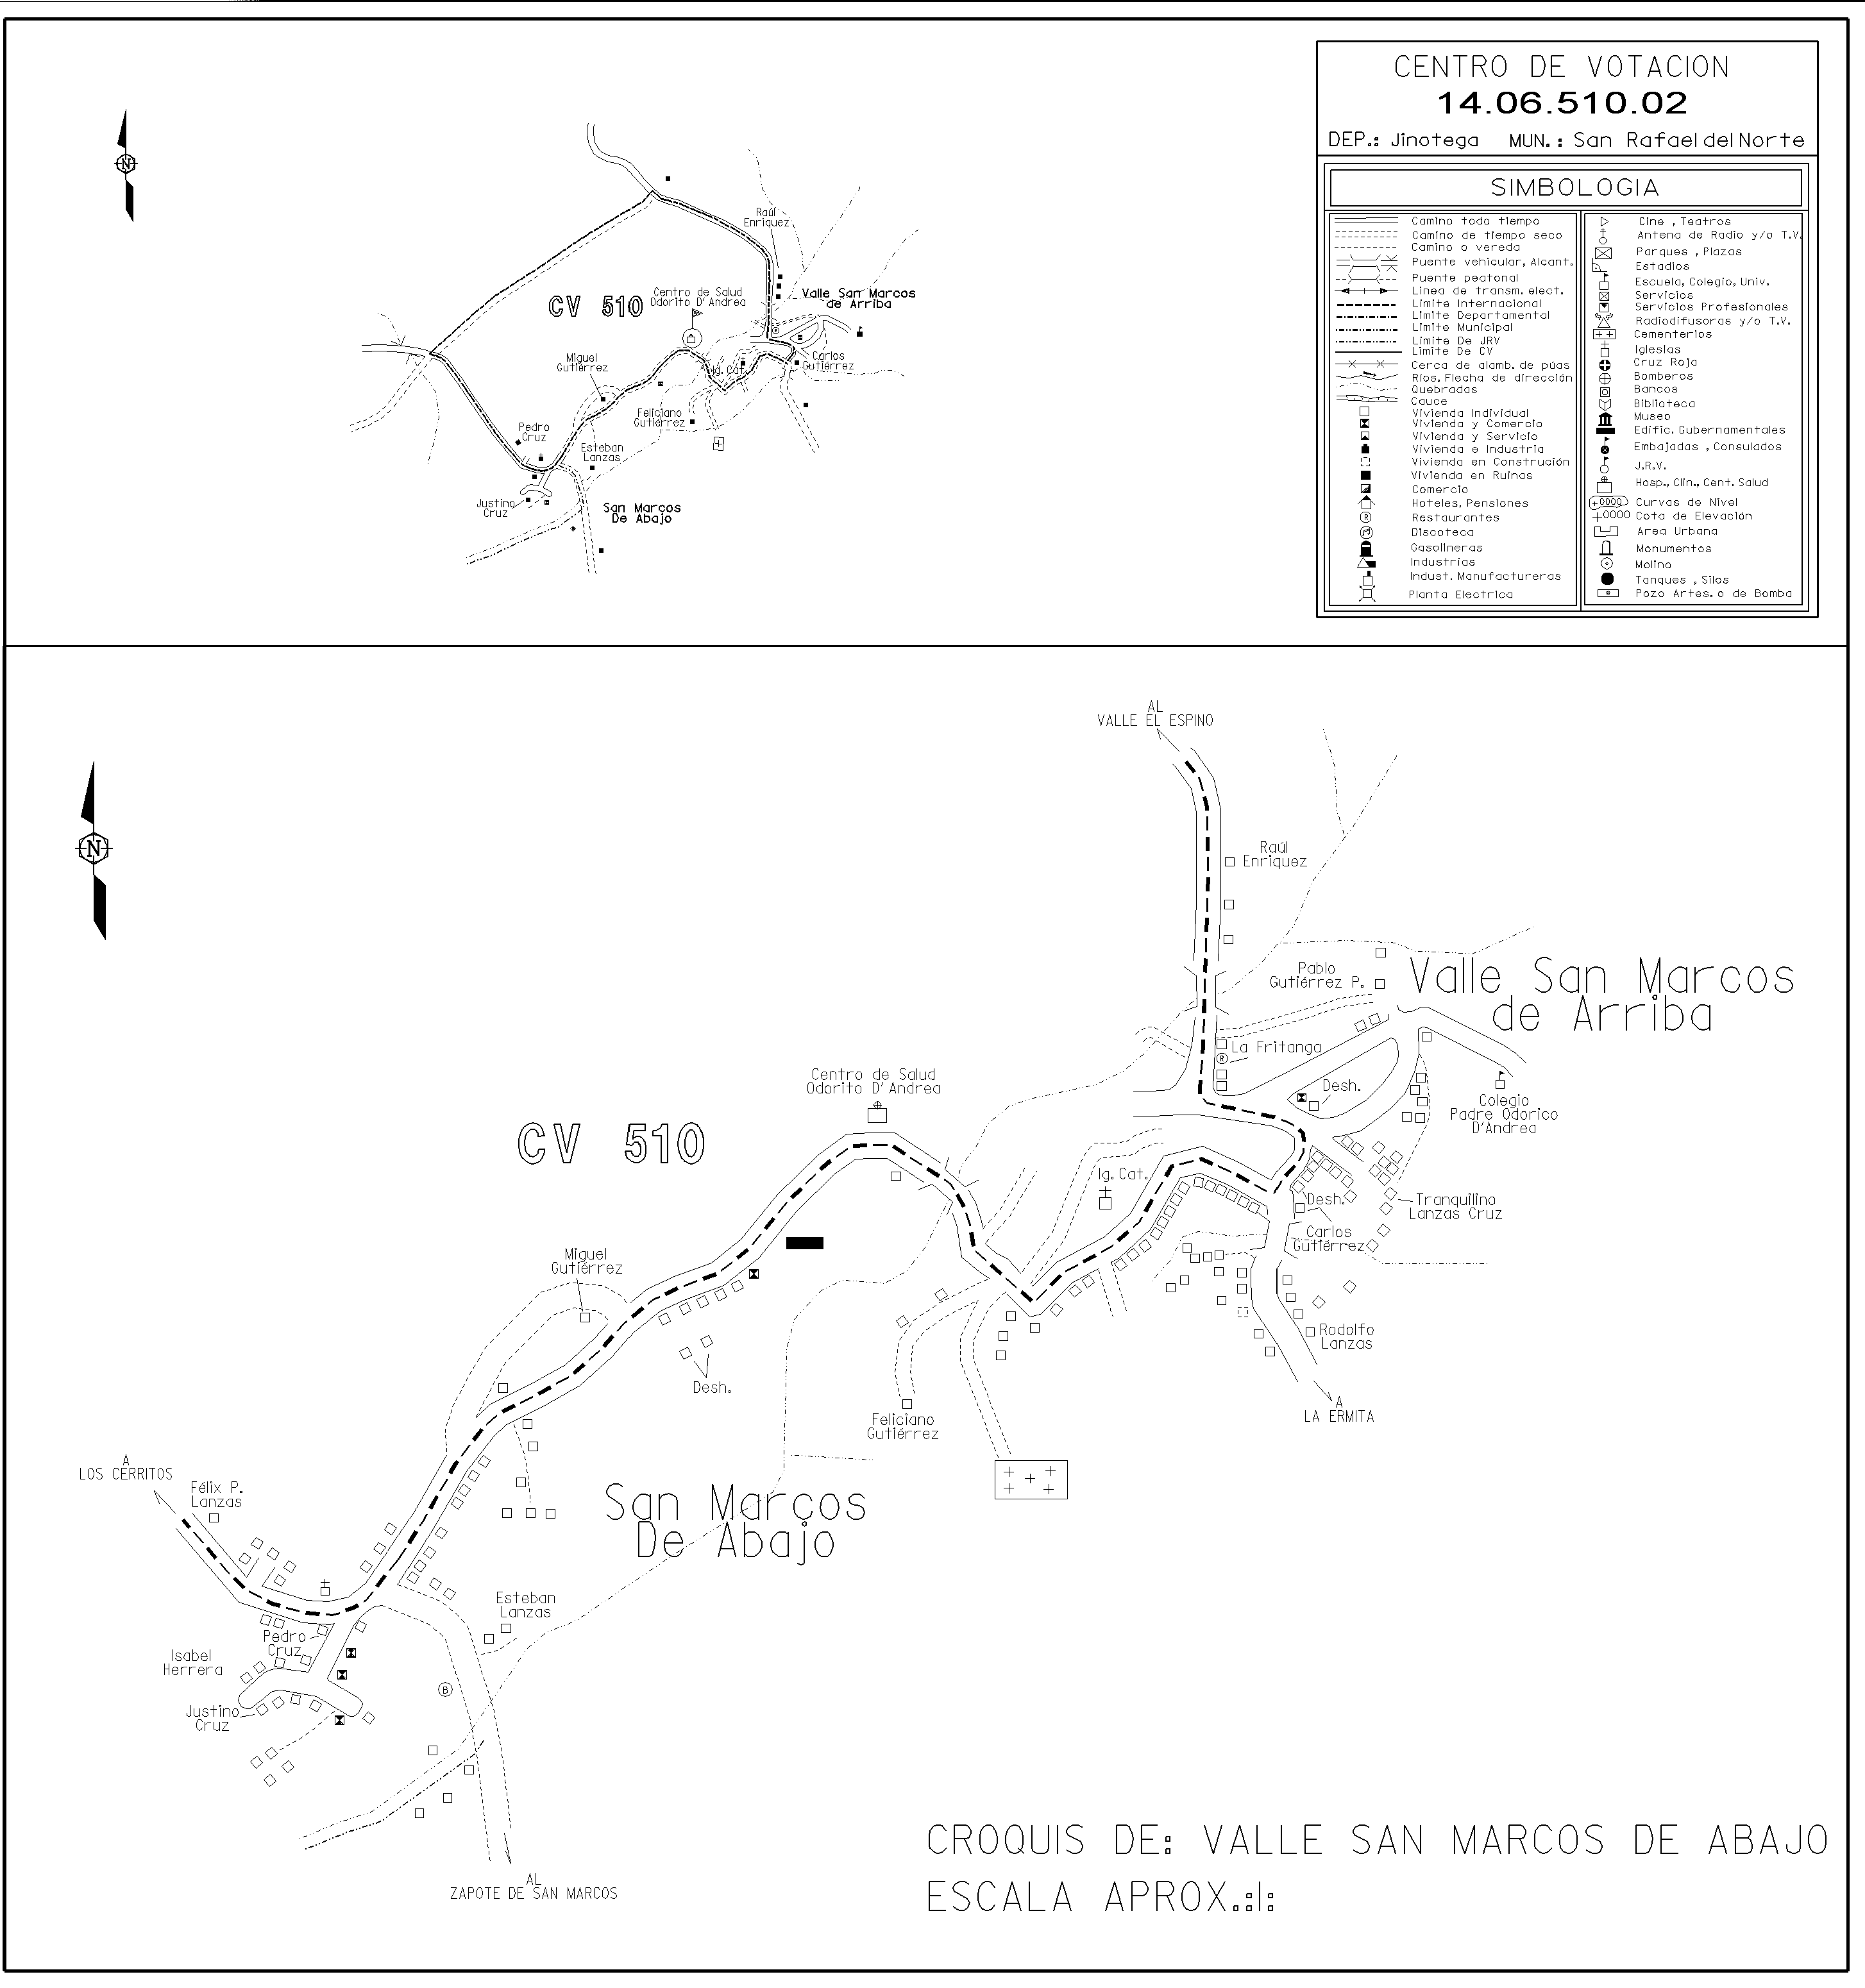 CENTRO DE VOTACION
14.06.510.02
DEP.: Jinotega MUN.: San Rafael del Norte
SIMBOLOGIA
Camino todo tiempo
Camino de tiempo seco
Camino o vereda
Puente vehicular, Alcant.
Puente peatonal
Linea de transm. elect.
Limite Internacional
Limite Departamental
Limite Municipal
Limite De JRV
Limite De CV
Cerca de alamb. de púas
Rios, Flecha de dirección
Quebradas
Cauce
Vivienda Individual
Vivienda y Comercio
Vivienda y Servicio
Vivienda e Industria
Vivienda en Construción
Vivienda en Ruinas
Comercio
Hoteles, Pensiones
Restaurantes
Discoteca
Gasolineras
Industrias
Indust. Manufactureras
Planta Electrica
Cine , Teatros
Antena de Radio y/o T.V.
Parques , Plazas
Estadios
Escuela, Colegio, Univ.
Servicios
Servicios Profesionales
Radiodifusoras y/o T.V.
Cementerios
Iglesias
Cruz Roja
Bomberos
Bancos
Biblioteca
Museo
Edific. Gubernamentales
Embajadas , Consulados
J.R.V.
Hosp., Clin., Cent. Salud
+0000 Curvas de Nivel
+0000 Cota de Elevación
Area Urbana
Monumentos
Molino
Tanques , Silos
Pozo Artes. o de Bomba
N
Raúl
Enriquez
Centro de Salud
Odorito D'Andrea
CV 510
Valle San Marcos
de Arriba
Miguel
Gutiérrez
Ig. Cat.
Carlos
Gutiérrez
Feliciano
Gutiérrez
Pedro
Cruz
Esteban
Lanzas
Justino
Cruz
San Marcos
De Abajo
AL
VALLE EL ESPINO
N
Raúl
Enriquez
Pablo
Gutiérrez P.
Valle San Marcos
de Arriba
La Fritanga
R
Centro de Salud
Odorito D'Andrea
Desh.
Colegio
Padre Odorico
D'Andrea
CV 510
Ig. Cat.
Desh.
Tranquilino
Lanzas Cruz
Carlos
Gutiérrez
Miguel
Gutiérrez
Rodolfo
Lanzas
Desh.
A
LA ERMITA
Feliciano
Gutiérrez
A
LOS CERRITOS
Félix P.
Lanzas
San Marcos
De Abajo
Esteban
Lanzas
Pedro
Cruz
Isabel
Herrera
B
Justino
Cruz
AL
ZAPOTE DE SAN MARCOS
CROQUIS DE: VALLE SAN MARCOS DE ABAJO
ESCALA APROX.::|: